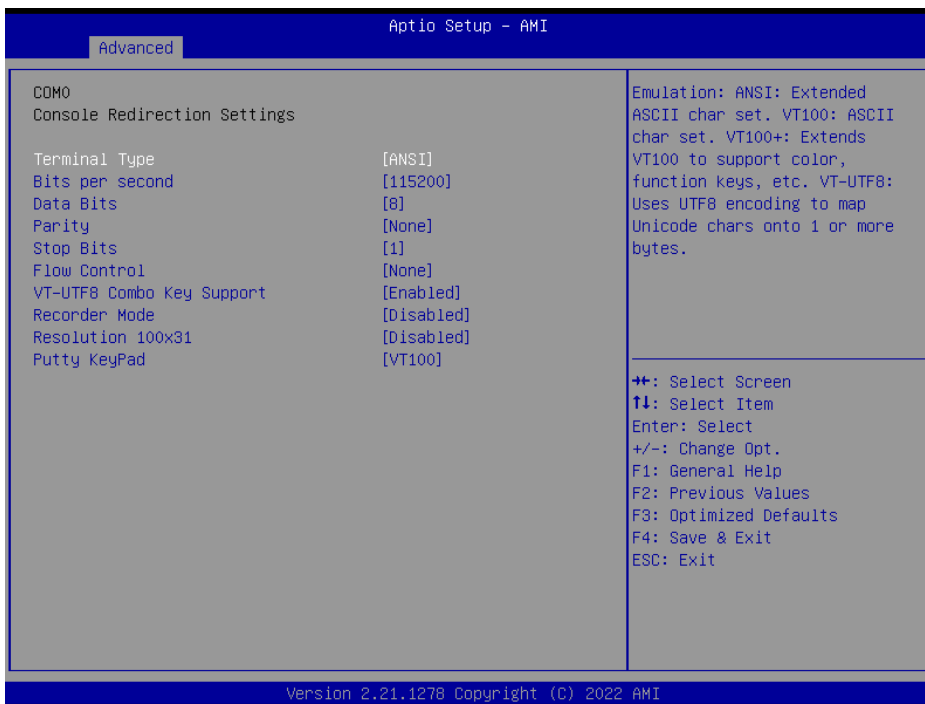 Aptio Setup – AMI
Advanced
COM0
Console Redirection Settings
Terminal Type [ANSI]
Bits per second [115200]
Data Bits [8]
Parity [None]
Stop Bits [1]
Flow Control [None]
VT-UTF8 Combo Key Support [Enabled]
Recorder Mode [Disabled]
Resolution 100x31 [Disabled]
Putty KeyPad [VT100]
Emulation: ANSI: Extended
ASCII char set. VT100: ASCII
char set. VT100+: Extends
VT100 to support color,
function keys, etc. VT-UTF8:
Uses UTF8 encoding to map
Unicode chars onto 1 or more
bytes.
→←: Select Screen
↑↓: Select Item
Enter: Select
+/-: Change Opt.
F1: General Help
F2: Previous Values
F3: Optimized Defaults
F4: Save & Exit
ESC: Exit
Version 2.21.1278 Copyright (C) 2022 AMI